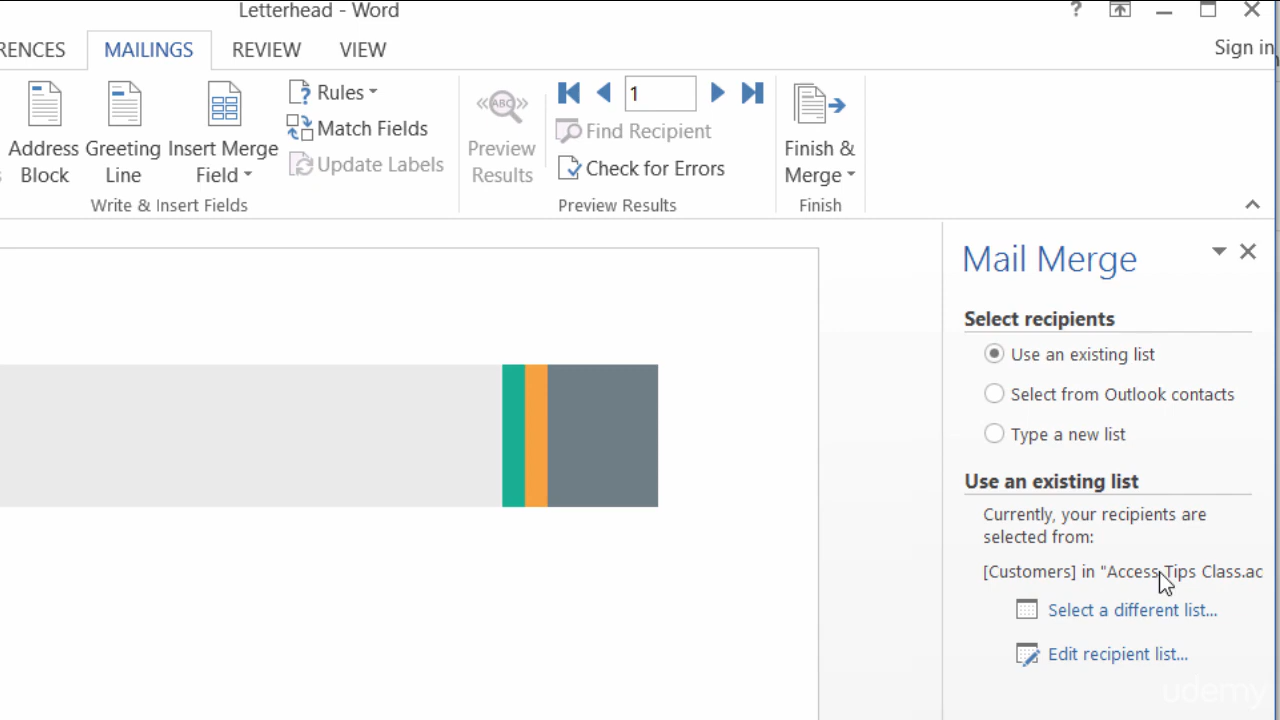 Letterhead - Word
?
RENCES MAILINGS REVIEW VIEW
Sign in
Address Block
Greeting Line
Insert Merge Field
Rules
Match Fields
Update Labels
Write & Insert Fields
«ABC»
Preview Results
1
Find Recipient
Check for Errors
Preview Results
Finish & Merge
Finish
Mail Merge
Select recipients
Use an existing list
Select from Outlook contacts
Type a new list
Use an existing list
Currently, your recipients are
selected from:
[Customers] in "Access Tips Class.ac
Select a different list...
Edit recipient list...
udemy